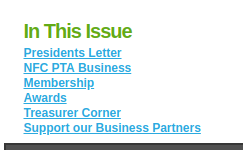 In This Issue
Presidents Letter
NFC PTA Business
Membership
Awards
Treasurer Corner
Support our Business Partners